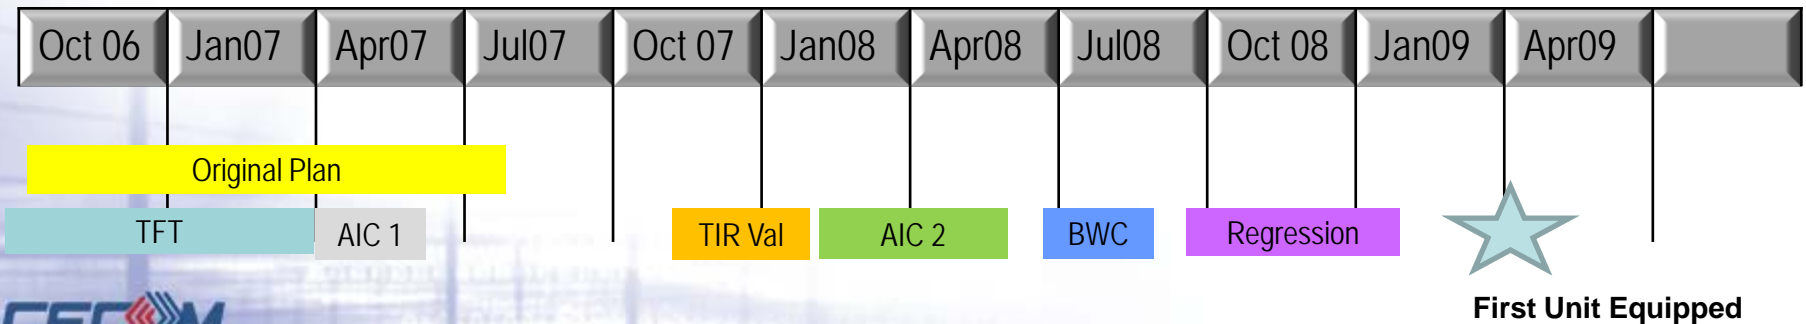 Oct 06 Jan07 Apr07 Jul07 Oct 07 Jan08 Apr08 Jul08 Oct 08 Jan09 Apr09
Original Plan
TFT AIC 1 TIR Val AIC 2 BWC Regression
CECOM
First Unit Equipped